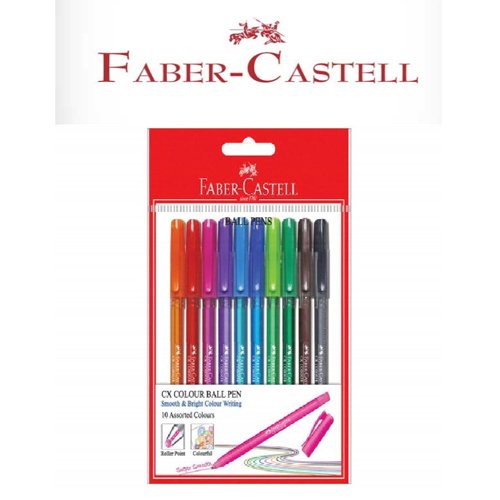 FABER-CASTELL
FABER-CASTELL
since 1761
BALL PENS
CX COLOUR BALL PEN
Smooth & Bright Colour Writing
10 Assorted Colours
Roller Point
Colourful